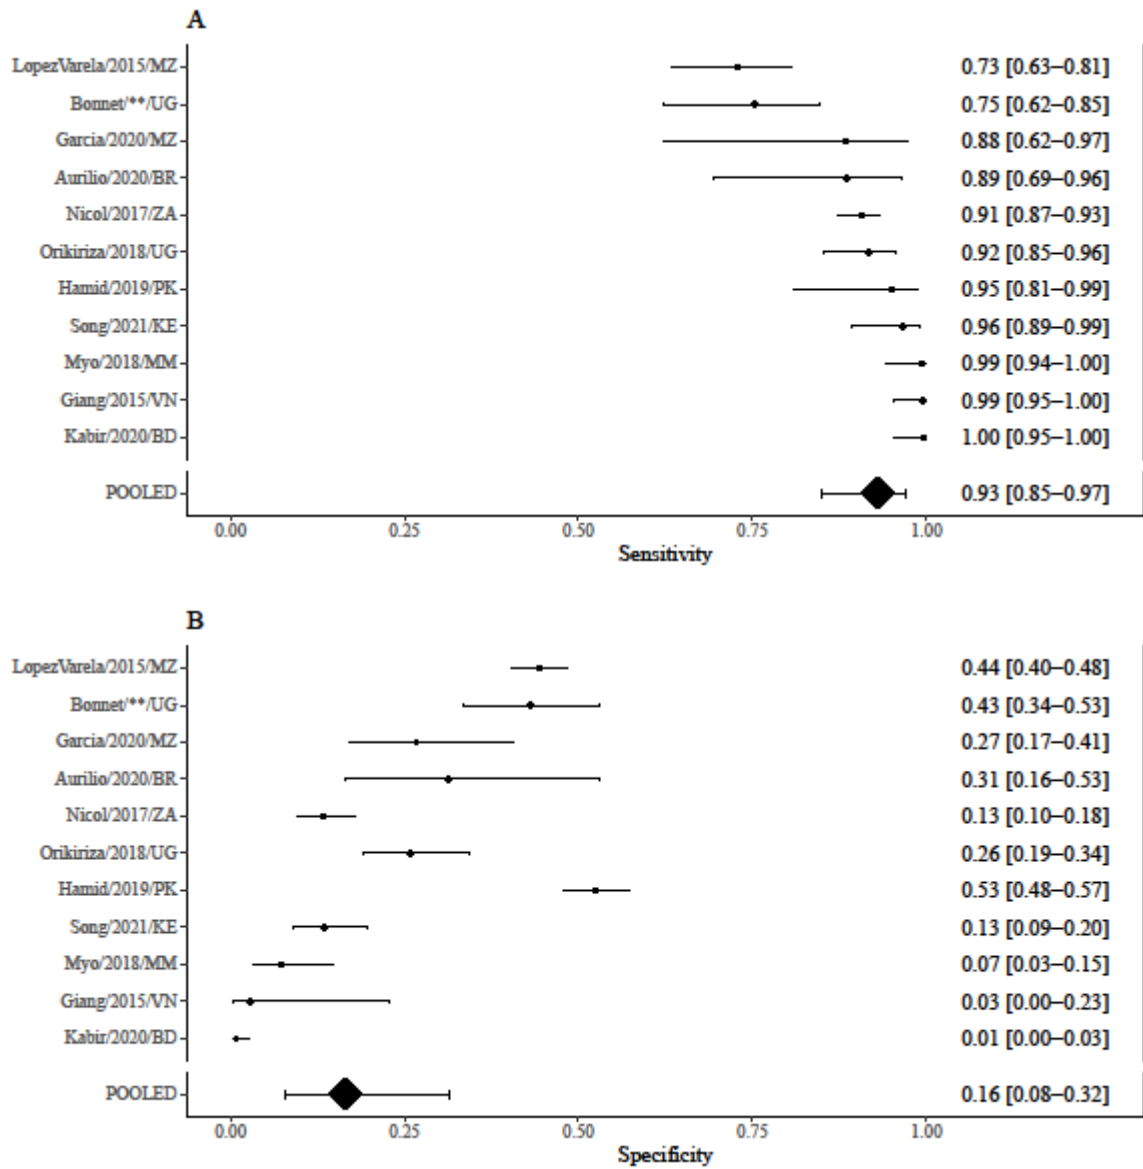 A
LopezVarela/2015/MZ 0.73 [0.63–0.81]
Bonnet/**/UG 0.75 [0.62–0.85]
Garcia/2020/MZ 0.88 [0.62–0.97]
Aurilio/2020/BR 0.89 [0.69–0.96]
Nicol/2017/ZA 0.91 [0.87–0.93]
Orikiriza/2018/UG 0.92 [0.85–0.96]
Hamid/2019/PK 0.95 [0.81–0.99]
Song/2021/KE 0.96 [0.89–0.99]
Myo/2018/MM 0.99 [0.94–1.00]
Giang/2015/VN 0.99 [0.95–1.00]
Kabir/2020/BD 1.00 [0.95–1.00]
POOLED 0.93 [0.85–0.97]
0.00 0.25 0.50 0.75 1.00
Sensitivity
B
LopezVarela/2015/MZ 0.44 [0.40–0.48]
Bonnet/**/UG 0.43 [0.34–0.53]
Garcia/2020/MZ 0.27 [0.17–0.41]
Aurilio/2020/BR 0.31 [0.16–0.53]
Nicol/2017/ZA 0.13 [0.10–0.18]
Orikiriza/2018/UG 0.26 [0.19–0.34]
Hamid/2019/PK 0.53 [0.48–0.57]
Song/2021/KE 0.13 [0.09–0.20]
Myo/2018/MM 0.07 [0.03–0.15]
Giang/2015/VN 0.03 [0.00–0.23]
Kabir/2020/BD 0.01 [0.00–0.03]
POOLED 0.16 [0.08–0.32]
0.00 0.25 0.50 0.75 1.00
Specificity